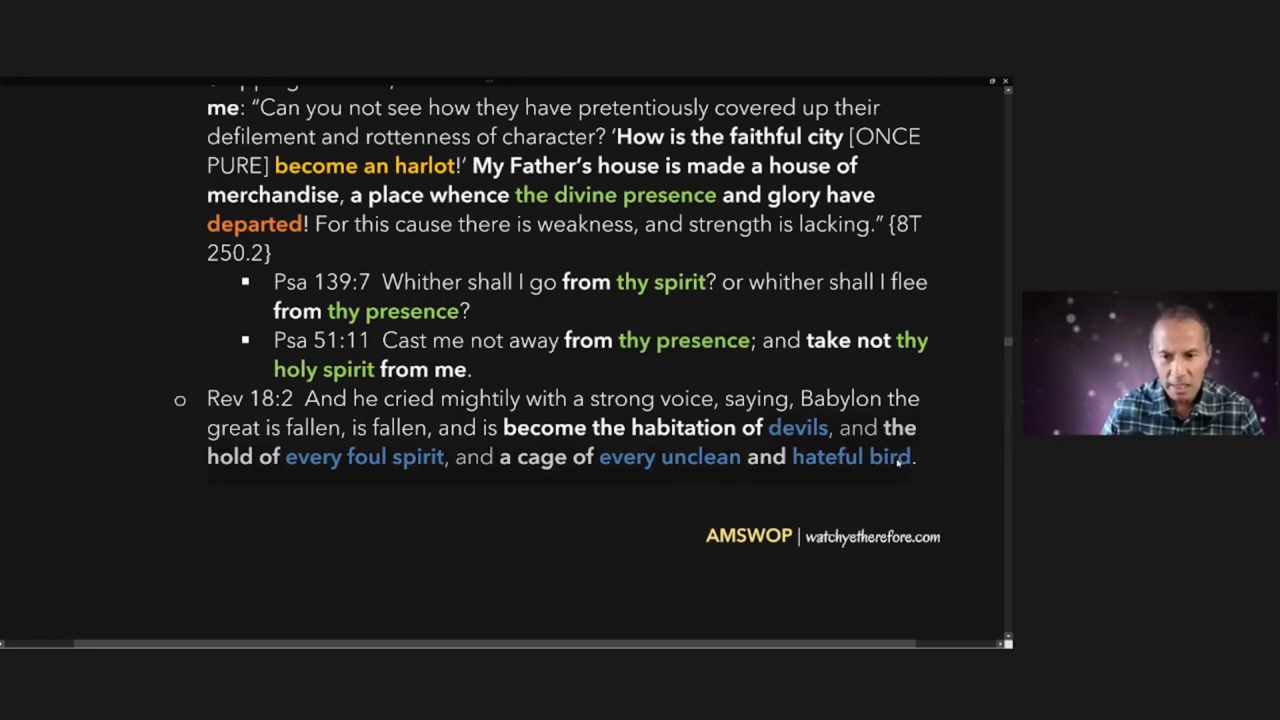 me: “Can you not see how they have pretentiously covered up their
defilement and rottenness of character? ‘How is the faithful city [ONCE
PURE] become an harlot!’ My Father’s house is made a house of
merchandise, a place whence the divine presence and glory have
departed! For this cause there is weakness, and strength is lacking.” {8T
250.2}
▪ Psa 139:7 Whither shall I go from thy spirit? or whither shall I flee
from thy presence?
▪ Psa 51:11 Cast me not away from thy presence; and take not thy
holy spirit from me.
o Rev 18:2 And he cried mightily with a strong voice, saying, Babylon the
great is fallen, is fallen, and is become the habitation of devils, and the
hold of every foul spirit, and a cage of every unclean and hateful bird.
AMSWOP | watchyetherefore.com